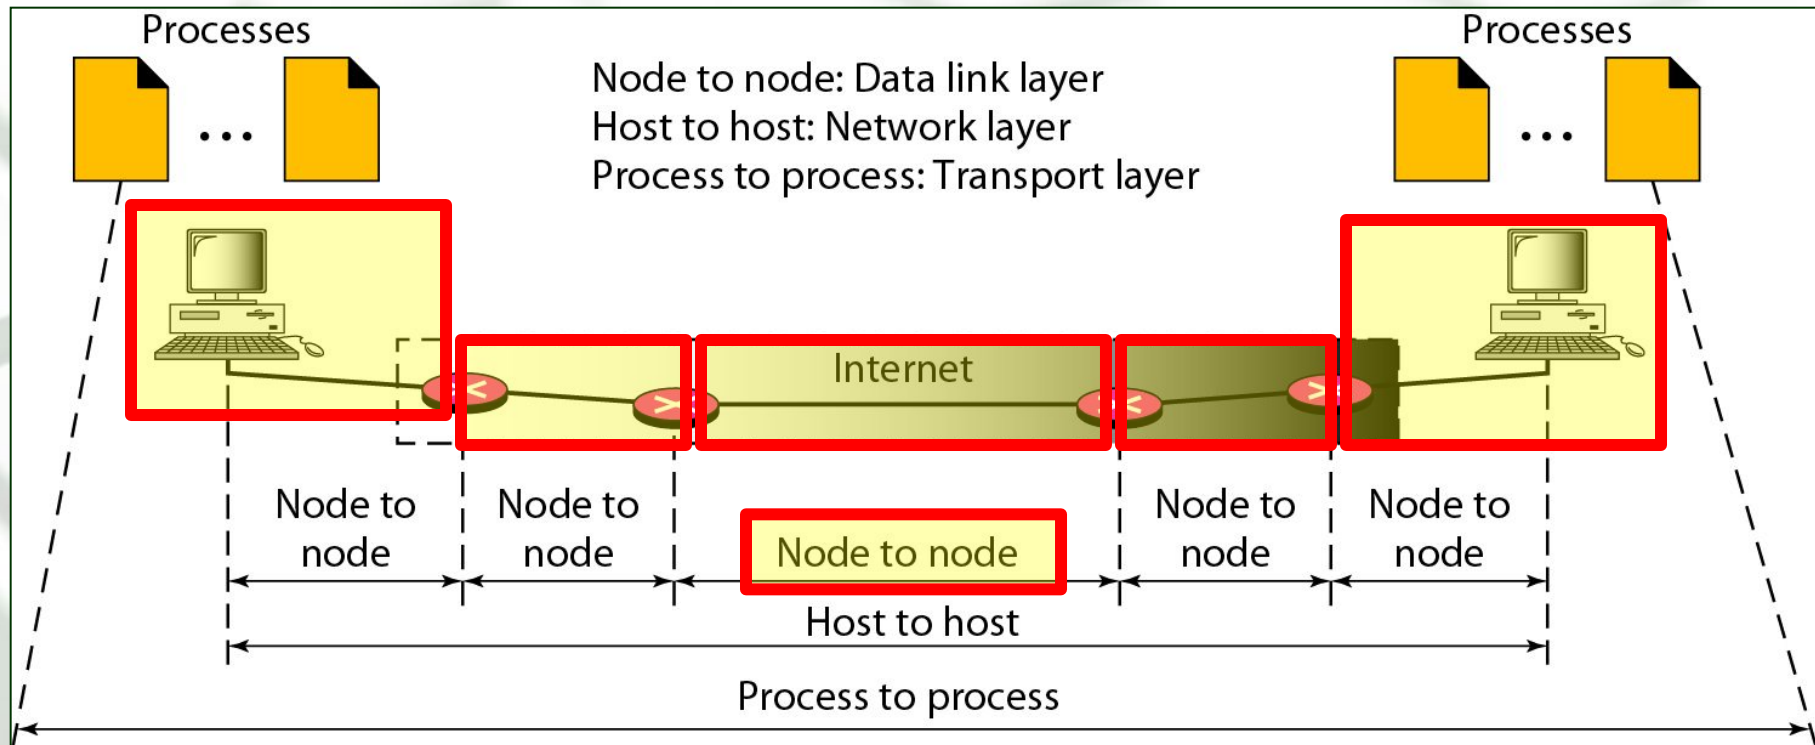 Processes
Processes
Node to node: Data link layer
Host to host: Network layer
Process to process: Transport layer
...
...
Internet
Node to
node
Node to
node
Node to node
Node to
node
Node to
node
Host to host
Process to process